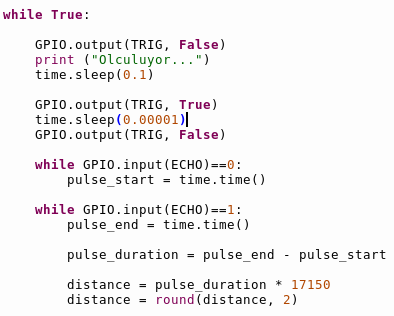 while True:
    GPIO.output(TRIG, False)
    print ("Olculuyor...")
    time.sleep(0.1)
    GPIO.output(TRIG, True)
    time.sleep(0.00001)
    GPIO.output(TRIG, False)
    while GPIO.input(ECHO)==0:
        pulse_start = time.time()
    while GPIO.input(ECHO)==1:
        pulse_end = time.time()
        pulse_duration = pulse_end - pulse_start
        distance = pulse_duration * 17150
        distance = round(distance, 2)